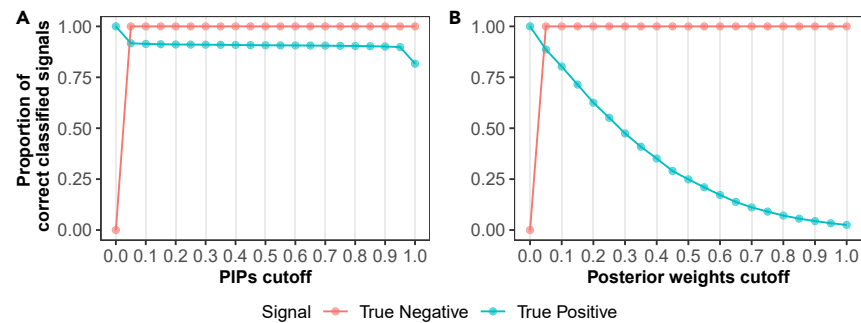 A
B
Proportion of
correct classified signals
1.00
0.75
0.50
0.25
0.00
0.0 0.1 0.2 0.3 0.4 0.5 0.6 0.7 0.8 0.9 1.0
PIPs cutoff
1.00
0.75
0.50
0.25
0.00
0.0 0.1 0.2 0.3 0.4 0.5 0.6 0.7 0.8 0.9 1.0
Posterior weights cutoff
Signal True Negative True Positive